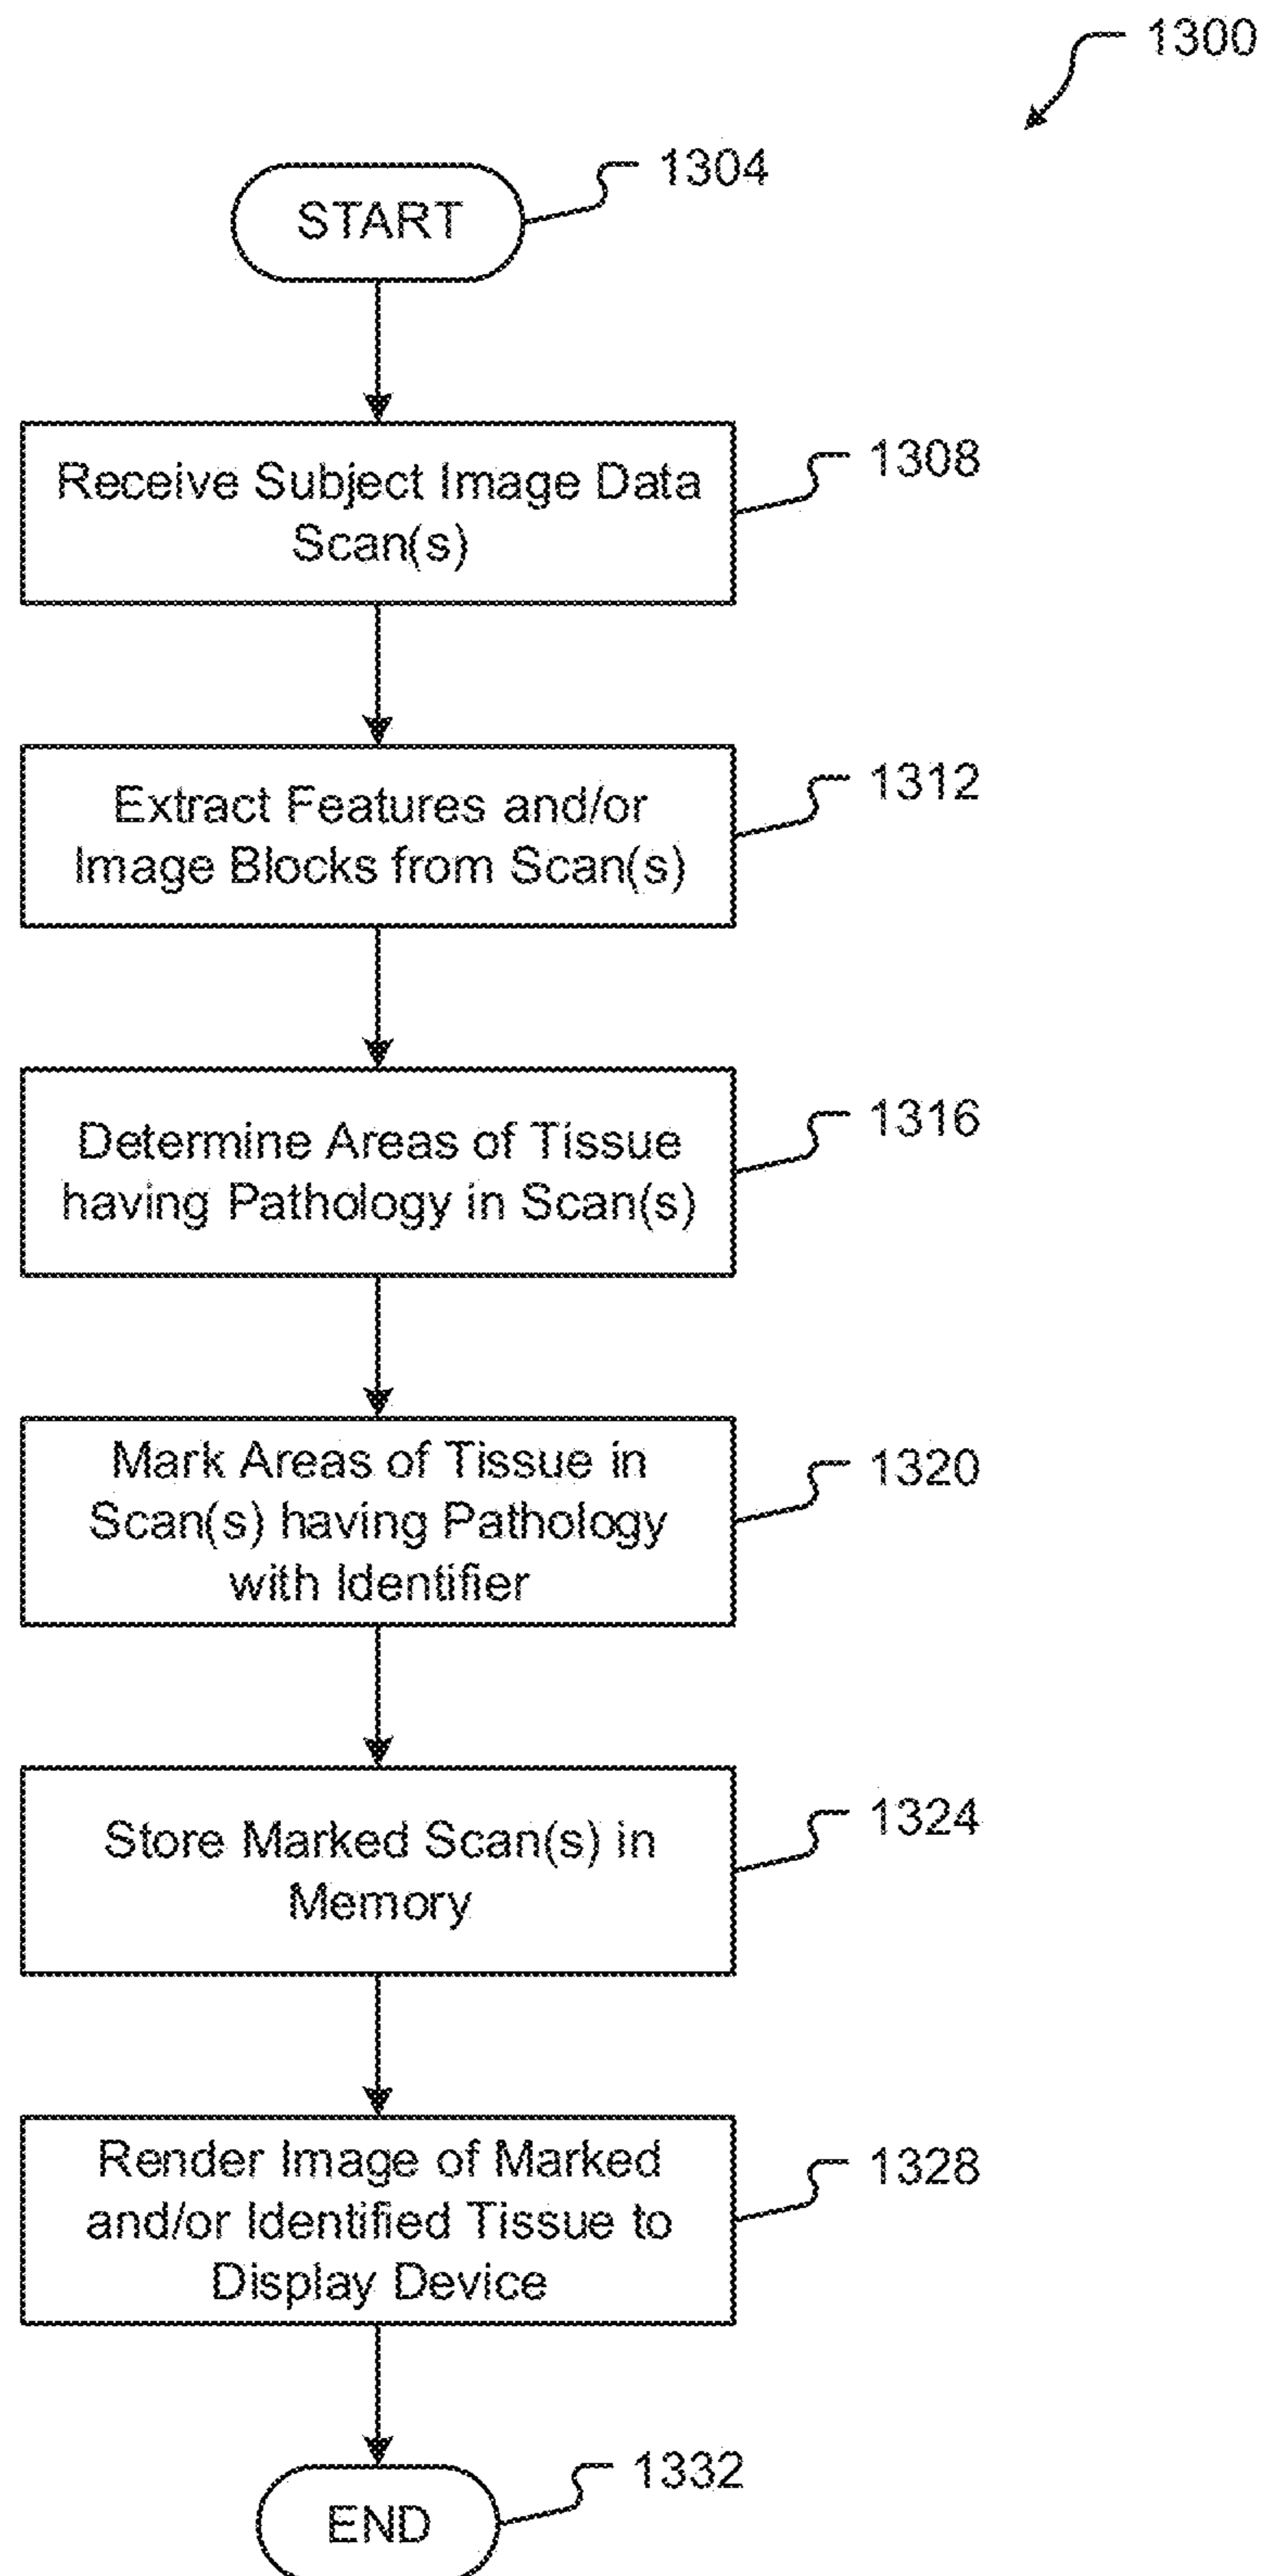 1300
1304
START
1308
Receive Subject Image Data
Scan(s)
1312
Extract Features and/or
Image Blocks from Scan(s)
1316
Determine Areas of Tissue
having Pathology in Scan(s)
1320
Mark Areas of Tissue in
Scan(s) having Pathology
with Identifier
1324
Store Marked Scan(s) in
Memory
1328
Render Image of Marked
and/or Identified Tissue to
Display Device
1332
END